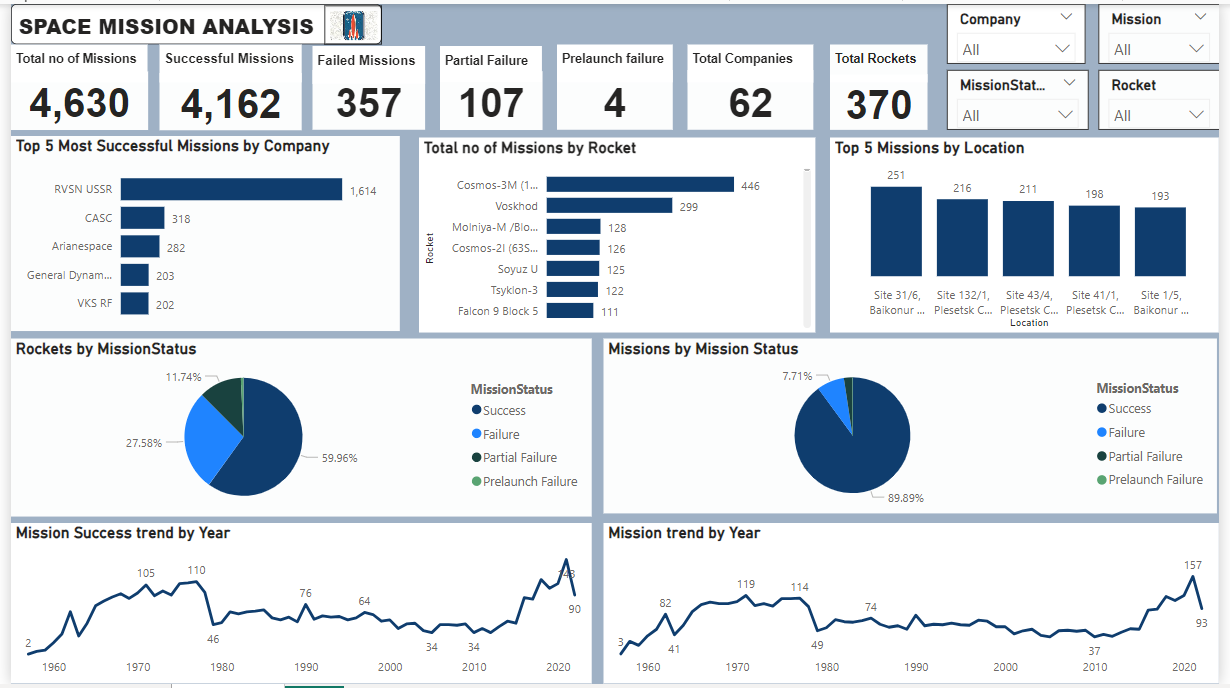 SPACE MISSION ANALYSIS
Company
All
Mission
All
MissionStat...
All
Rocket
All
Total no of Missions
4,630
Successful Missions
4,162
Failed Missions
357
Partial Failure
107
Prelaunch failure
4
Total Companies
62
Total Rockets
370
Top 5 Most Successful Missions by Company
RVSN USSR
1,614
CASC
318
Arianespace
282
General Dynam...
203
VKS RF
202
Total no of Missions by Rocket
Rocket
Cosmos-3M (1...
446
Voskhod
299
Molniya-M /Blo...
128
Cosmos-2I (63S...
126
Soyuz U
125
Tsyklon-3
122
Falcon 9 Block 5
111
Top 5 Missions by Location
251
216
211
198
193
Site 31/6,
Baikonur ...
Site 132/1,
Plesetsk C...
Site 43/4,
Plesetsk C...
Site 41/1,
Plesetsk C...
Site 1/5,
Baikonur ...
Location
Rockets by MissionStatus
11.74%
27.58%
59.96%
MissionStatus
Success
Failure
Partial Failure
Prelaunch Failure
Missions by Mission Status
7.71%
89.89%
MissionStatus
Success
Failure
Partial Failure
Prelaunch Failure
Mission Success trend by Year
2
105
110
46
76
64
34
34
143
90
1960
1970
1980
1990
2000
2010
2020
Mission trend by Year
3
82
41
119
114
49
74
37
157
93
1960
1970
1980
1990
2000
2010
2020